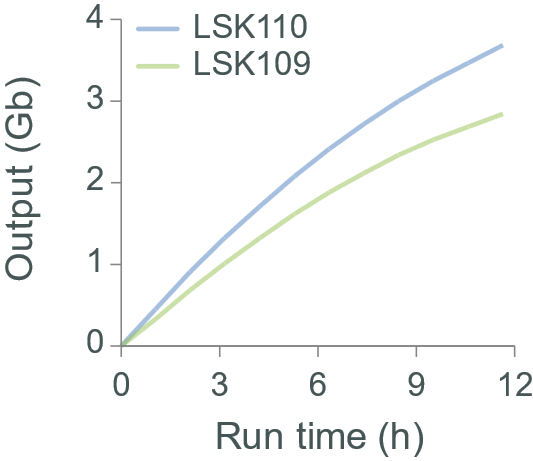 LSK110
LSK109
Output (Gb)
4
3
2
1
0
0 3 6 9 12
Run time (h)